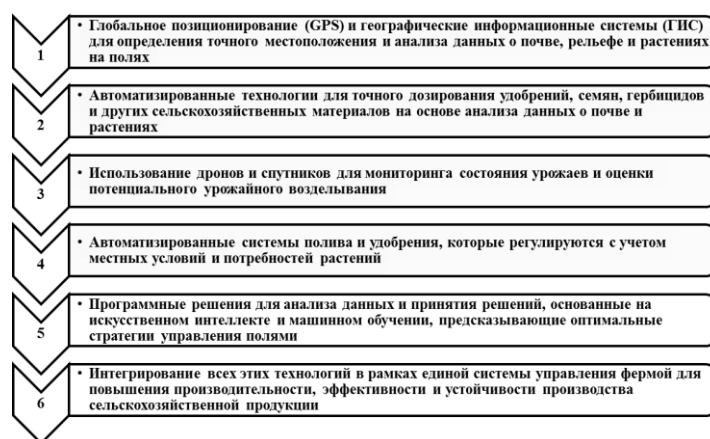 1
• Глобальное позиционирование (GPS) и географические информационные системы (ГИС)
для определения точного местоположения и анализа данных о почве, рельефе и растениях
на полях
2
• Автоматизированные технологии для точного дозирования удобрений, семян, гербицидов
и других сельскохозяйственных материалов на основе анализа данных о почве и
растениях
3
• Использование дронов и спутников для мониторинга состояния урожаев и оценки
потенциального урожайного возделывания
4
• Автоматизированные системы полива и удобрения, которые регулируются с учетом
местных условий и потребностей растений
5
• Программные решения для анализа данных и принятия решений, основанные на
искусственном интеллекте и машинном обучении, предсказывающие оптимальные
стратегии управления полями
6
• Интегрирование всех этих технологий в рамках единой системы управления фермой для
повышения производительности, эффективности и устойчивости производства
сельскохозяйственной продукции